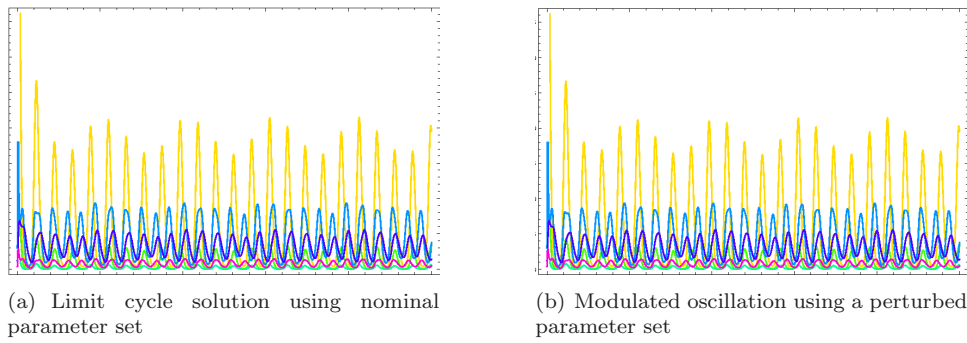 (a) Limit cycle solution using nominal
parameter set
(b) Modulated oscillation using a perturbed
parameter set